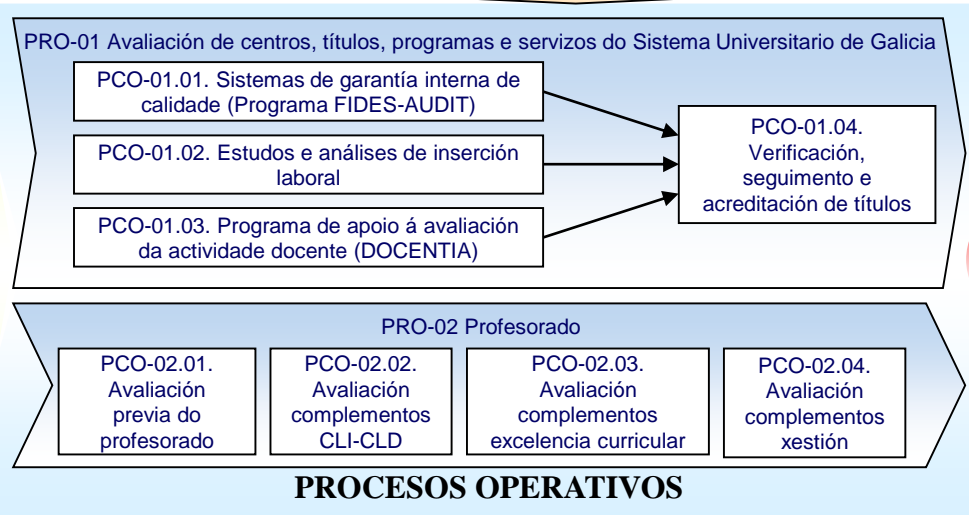 PRO-01 Avaliación de centros, títulos, programas e servizos do Sistema Universitario de Galicia
PCO-01.01. Sistemas de garantía interna de
calidade (Programa FIDES-AUDIT)
PCO-01.02. Estudos e análises de inserción
laboral
PCO-01.03. Programa de apoio á avaliación
da actividade docente (DOCENTIA)
PCO-01.04.
Verificación,
seguimento e
acreditación de títulos
PRO-02 Profesorado
PCO-02.01.
Avaliación
previa do
profesorado
PCO-02.02.
Avaliación
complementos
CLI-CLD
PCO-02.03.
Avaliación
complementos
excelencia curricular
PCO-02.04.
Avaliación
complementos
xestión
PROCESOS OPERATIVOS